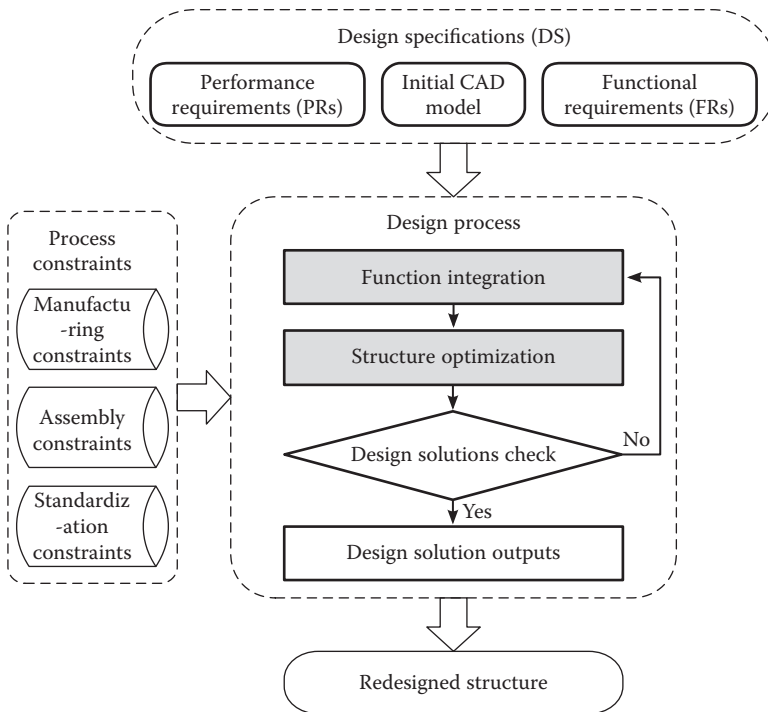 Design specifications (DS)
Performance
requirements (PRs)
Initial CAD
model
Functional
requirements (FRs)
Process
constraints
Manufactu
-ring
constraints
Assembly
constraints
Standardiz
-ation
constraints
Design process
Function integration
Structure optimization
Design solutions check
No
Yes
Design solution outputs
Redesigned structure